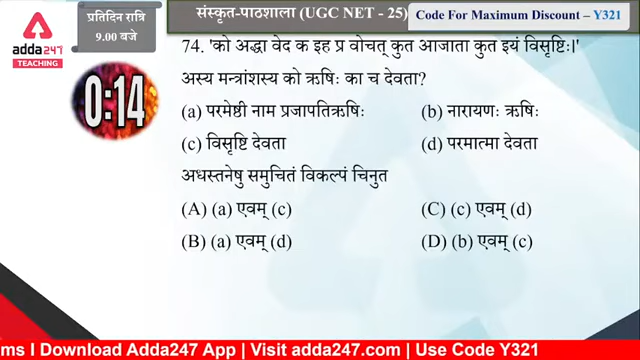 adda247
TEACHING
प्रतिदिन रात्रि
9.00 बजे
संस्कृत-पाठशाला (UGC NET - 25)
Code For Maximum Discount – Y321
0:14
74. 'को अद्धा वेद क इह प्र वोचत् कुत आजाता कुत इयं विसृष्टिः।'
अस्य मन्त्रांशस्य को ऋषिः का च देवता?
(a) परमेष्ठी नाम प्रजापतिऋषिः (b) नारायणः ऋषिः
(c) विसृष्टि देवता (d) परमात्मा देवता
अधस्तनेषु समुचितं विकल्पं चिनुत
(A) (a) एवम् (c) (C) (c) एवम् (d)
(B) (a) एवम् (d) (D) (b) एवम् (c)
ms I Download Adda247 App | Visit adda247.com | Use Code Y321